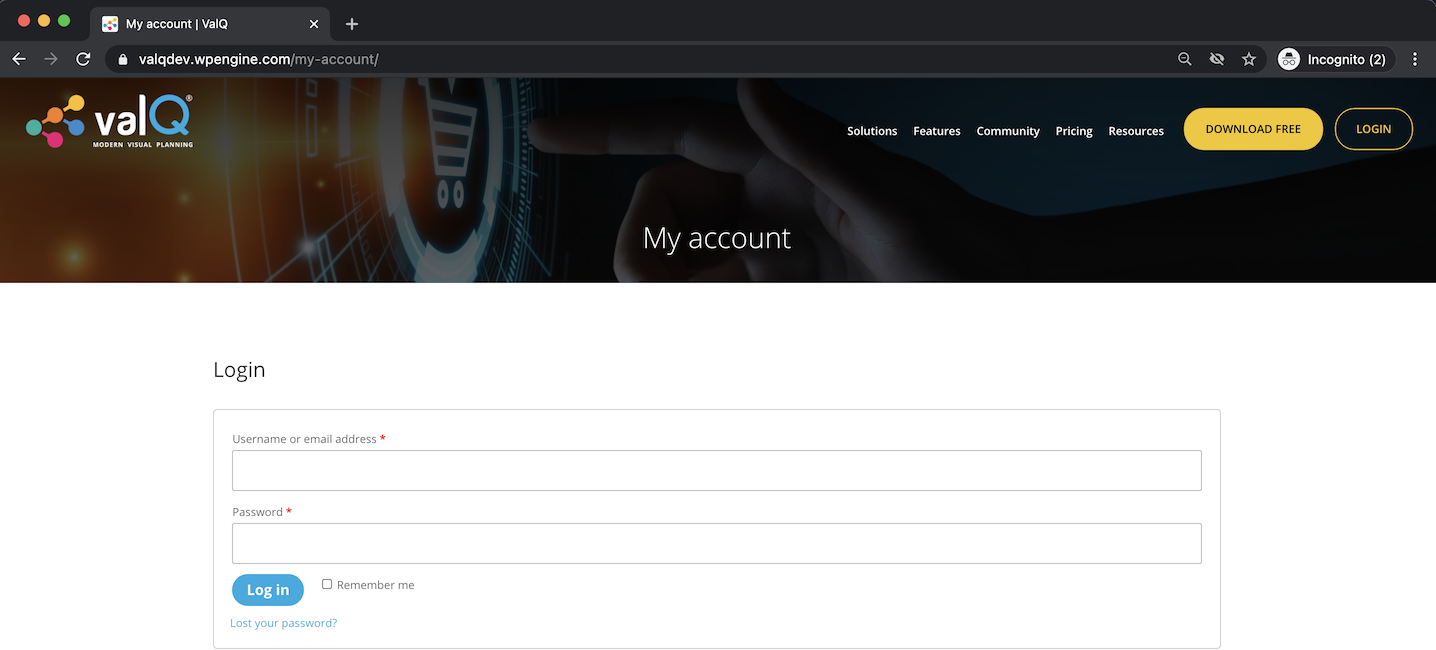 My account | ValQ
valqdev.wpengine.com/my-account/
Incognito (2)
valQ®
MODERN VISUAL PLANNING
Solutions Features Community Pricing Resources DOWNLOAD FREE LOGIN
My account
Login
Username or email address *
Password *
Log in Remember me
Lost your password?